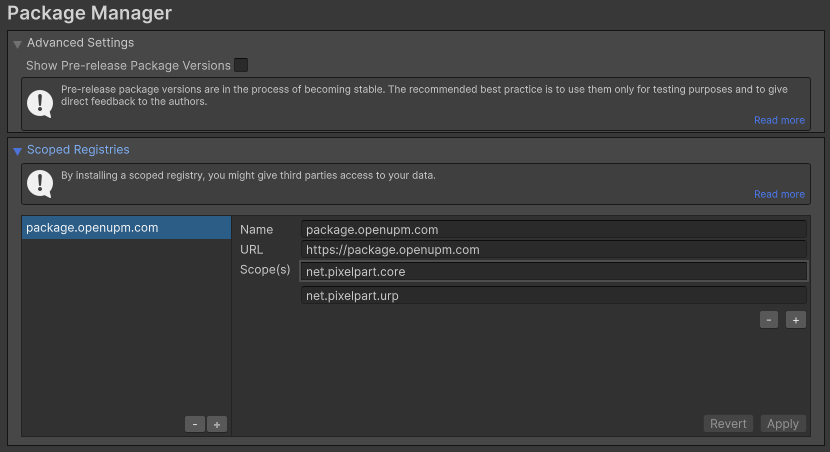 Package Manager
Advanced Settings
Show Pre-release Package Versions
Pre-release package versions are in the process of becoming stable. The recommended best practice is to use them only for testing purposes and to give
direct feedback to the authors.
Read more
Scoped Registries
By installing a scoped registry, you might give third parties access to your data.
Read more
package.openupm.com
Name package.openupm.com
URL https://package.openupm.com
Scope(s) net.pixelpart.core
net.pixelpart.urp
- +
- +
Revert Apply